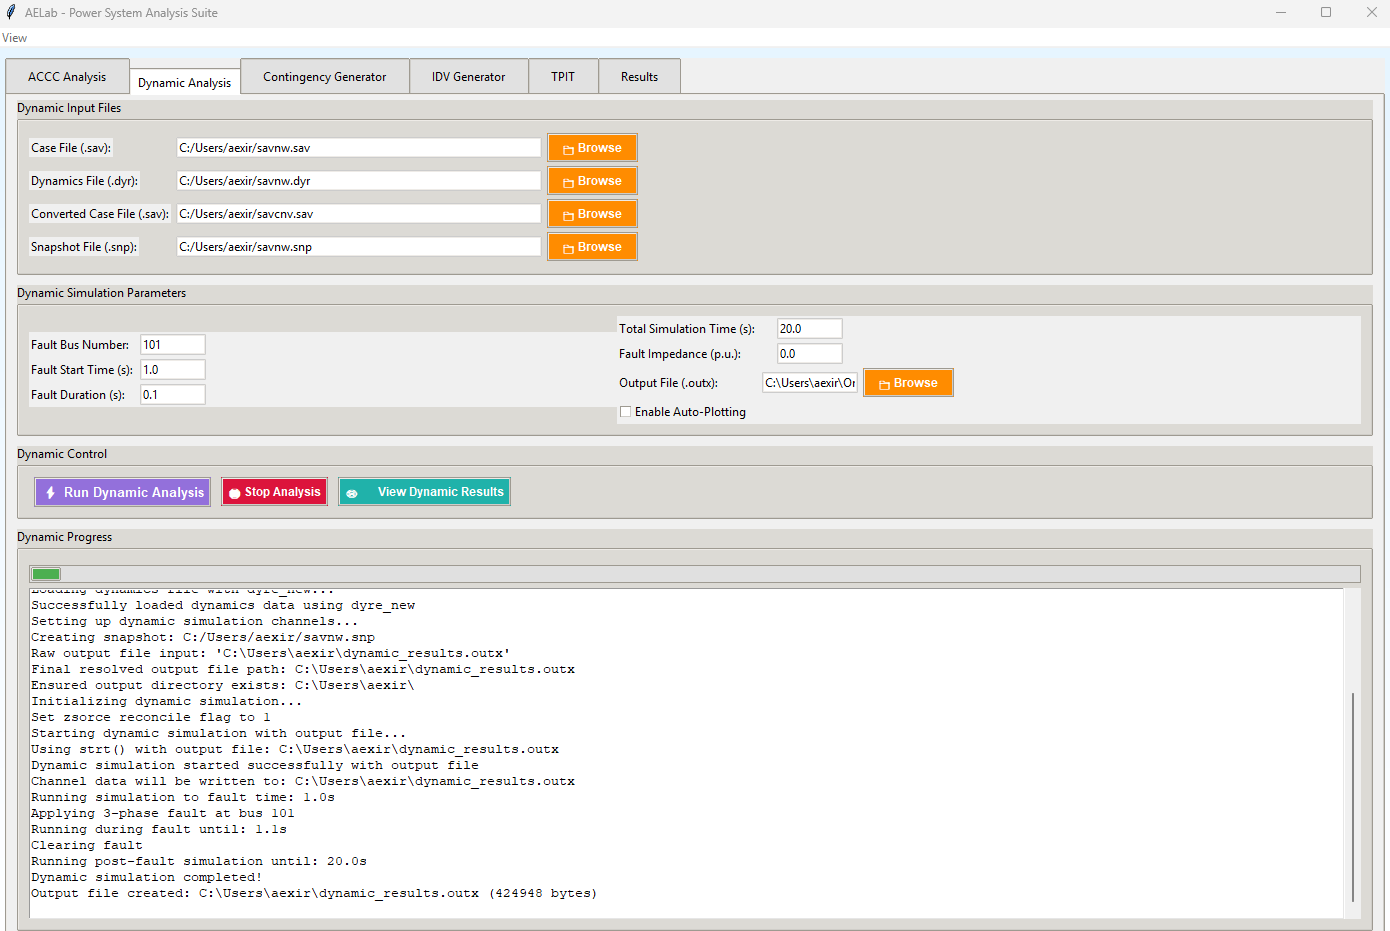 AELab - Power System Analysis Suite
View
ACCC Analysis
Dynamic Analysis
Contingency Generator
IDV Generator
TPIT
Results
Dynamic Input Files
Case File (.sav):
C:/Users/aexir/savnw.sav
Browse
Dynamics File (.dyr):
C:/Users/aexir/savnw.dyr
Browse
Converted Case File (.sav):
C:/Users/aexir/savcnv.sav
Browse
Snapshot File (.snp):
C:/Users/aexir/savnw.snp
Browse
Dynamic Simulation Parameters
Fault Bus Number:
101
Fault Start Time (s):
1.0
Fault Duration (s):
0.1
Total Simulation Time (s):
20.0
Fault Impedance (p.u.):
0.0
Output File (.outx):
C:\Users\aexir\Or
Browse
Enable Auto-Plotting
Dynamic Control
Run Dynamic Analysis
Stop Analysis
View Dynamic Results
Dynamic Progress
Loading dynamics file with dyre_new...
Successfully loaded dynamics data using dyre_new
Setting up dynamic simulation channels...
Creating snapshot: C:/Users/aexir/savnw.snp
Raw output file input: 'C:\Users\aexir\dynamic_results.outx'
Final resolved output file path: C:\Users\aexir\dynamic_results.outx
Ensured output directory exists: C:\Users\aexir\
Initializing dynamic simulation...
Set zsorce reconcile flag to 1
Starting dynamic simulation with output file...
Using strt() with output file: C:\Users\aexir\dynamic_results.outx
Dynamic simulation started successfully with output file
Channel data will be written to: C:\Users\aexir\dynamic_results.outx
Running simulation to fault time: 1.0s
Applying 3-phase fault at bus 101
Running during fault until: 1.1s
Clearing fault
Running post-fault simulation until: 20.0s
Dynamic simulation completed!
Output file created: C:\Users\aexir\dynamic_results.outx (424948 bytes)